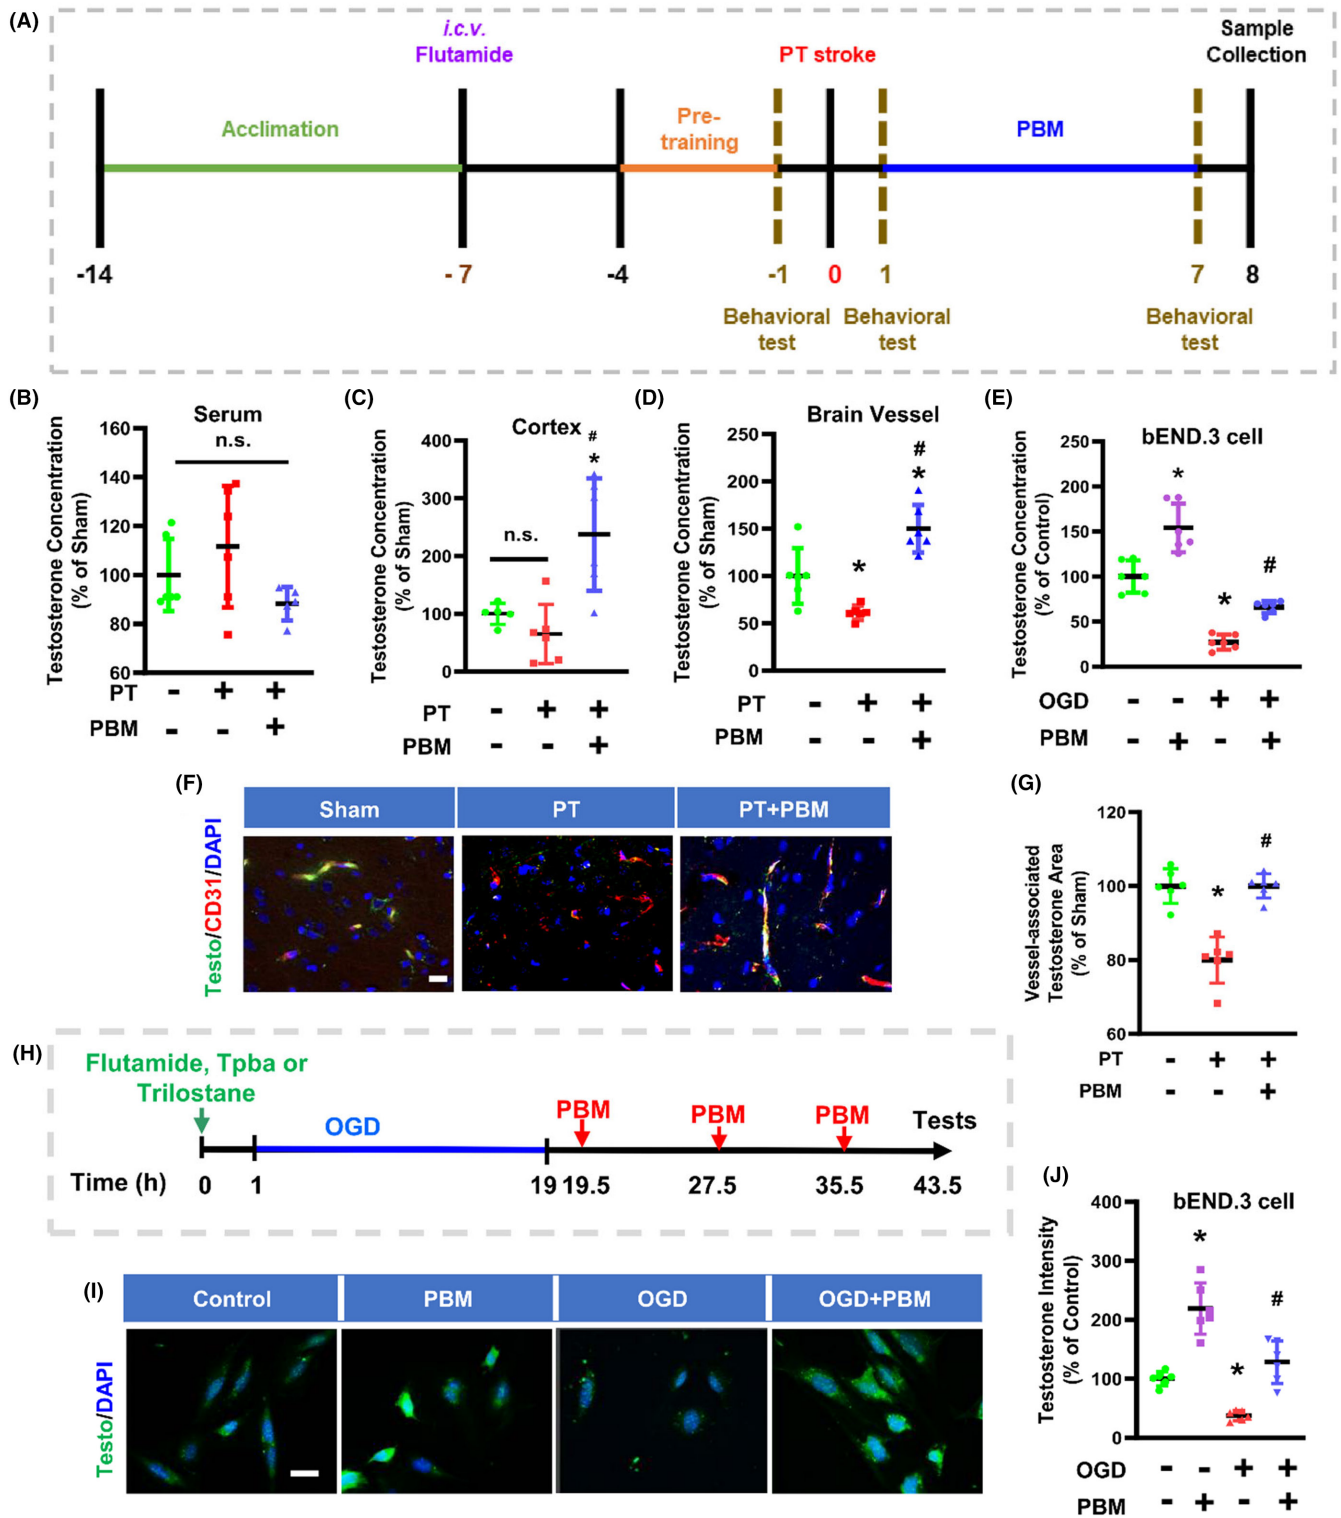 (A)
i.c.v.
Flutamide
PT stroke
Sample
Collection
Acclimation
Pre-
training
PBM
-14
- 7
-4
-1
0
1
7
8
Behavioral
test
Behavioral
test
Behavioral
test
(B)
Serum
n.s.
Testosterone Concentration
(% of Sham)
160
140
120
100
80
60
PT - + +
PBM - - +
(C)
Cortex
#
*
n.s.
Testosterone Concentration
(% of Sham)
400
300
200
100
0
PT - + +
PBM - - +
(D)
Brain Vessel
#
*
*
Testosterone Concentration
(% of Sham)
250
200
150
100
50
0
PT - + +
PBM - - +
(E)
bEND.3 cell
*
*
#
Testosterone Concentration
(% of Control)
250
200
150
100
50
0
OGD - - + +
PBM - + - +
(F)
Sham
PT
PT+PBM
Testo/CD31/DAPI
(G)
Vessel-associated
Testosterone Area
(% of Sham)
120
100
80
60
*
#
PT - + +
PBM - - +
(H)
Flutamide, Tpba or
Trilostane
OGD
PBM
PBM
PBM
Tests
Time (h) 0 1 19 19.5 27.5 35.5 43.5
(I)
Control
PBM
OGD
OGD+PBM
Testo/DAPI
(J)
bEND.3 cell
Testosterone Intensity
(% of Control)
400
300
200
100
0
*
*
#
OGD - - + +
PBM - + - +